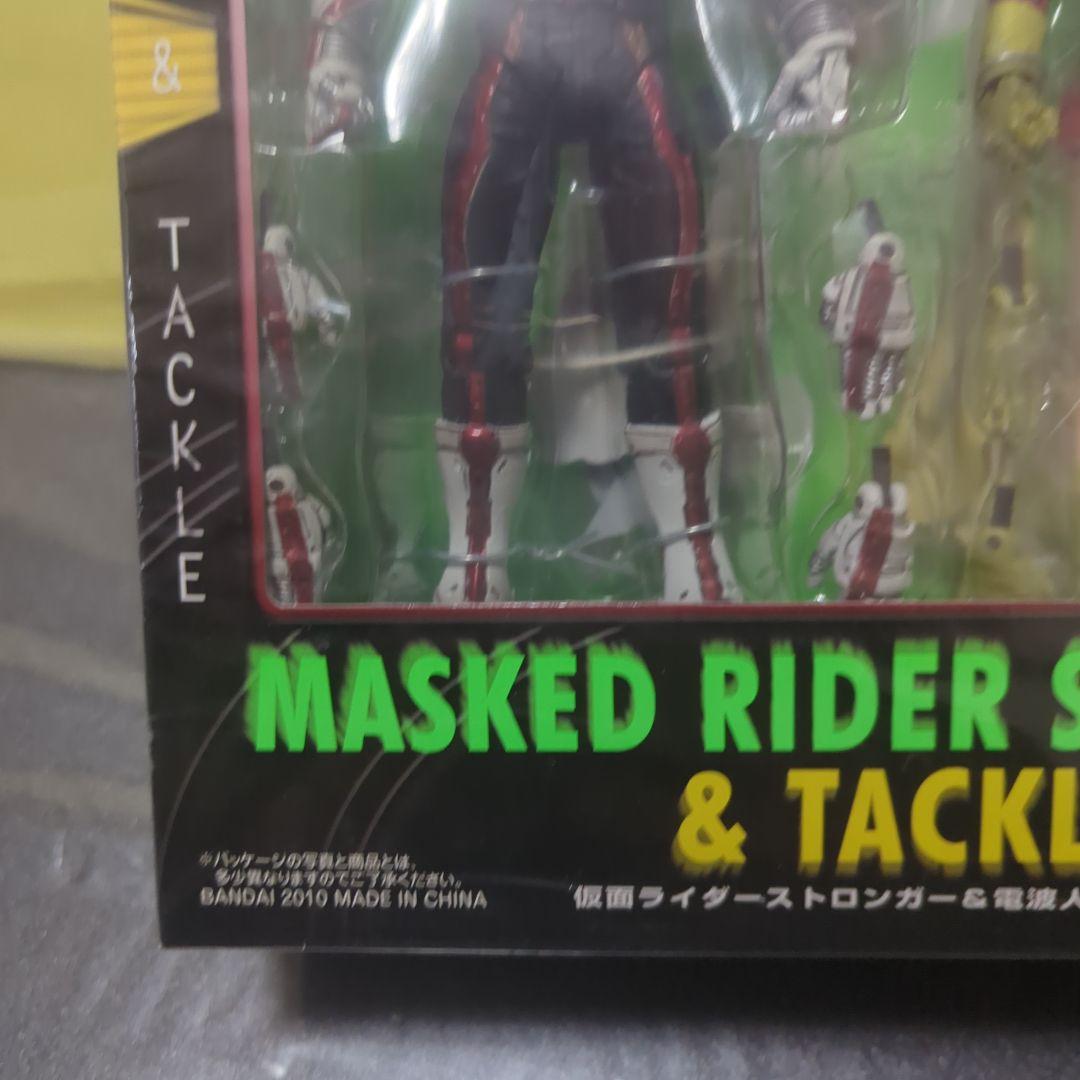 &
TACKLE
MASKED RIDER S
& TACKL
※パッケージの写真と商品とは、
多少異なりますのでご了承ください。
BANDAI 2010 MADE IN CHINA
仮面ライダーストロンガー&電波人